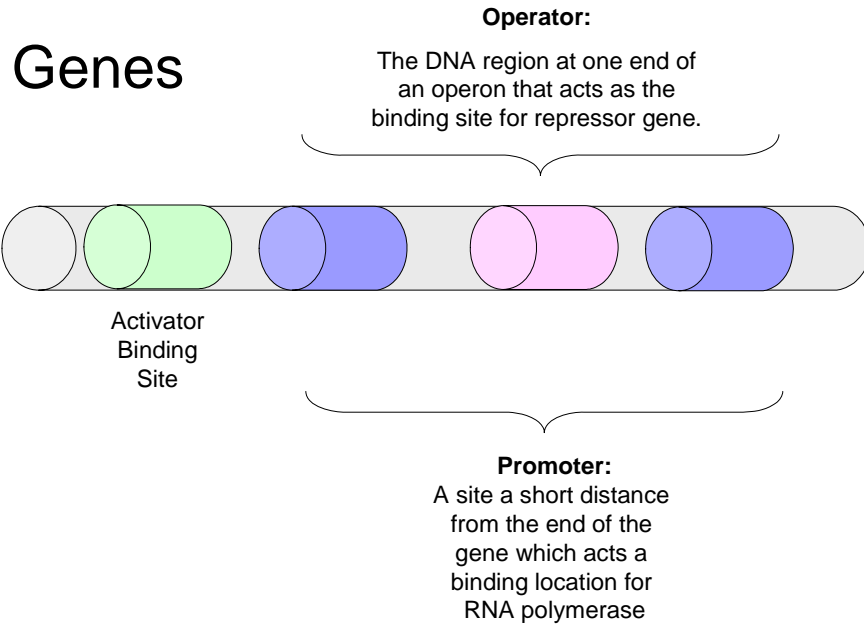 Genes
Operator:
The DNA region at one end of
an operon that acts as the
binding site for repressor gene.
Activator
Binding
Site
Promoter:
A site a short distance
from the end of the
gene which acts a
binding location for
RNA polymerase